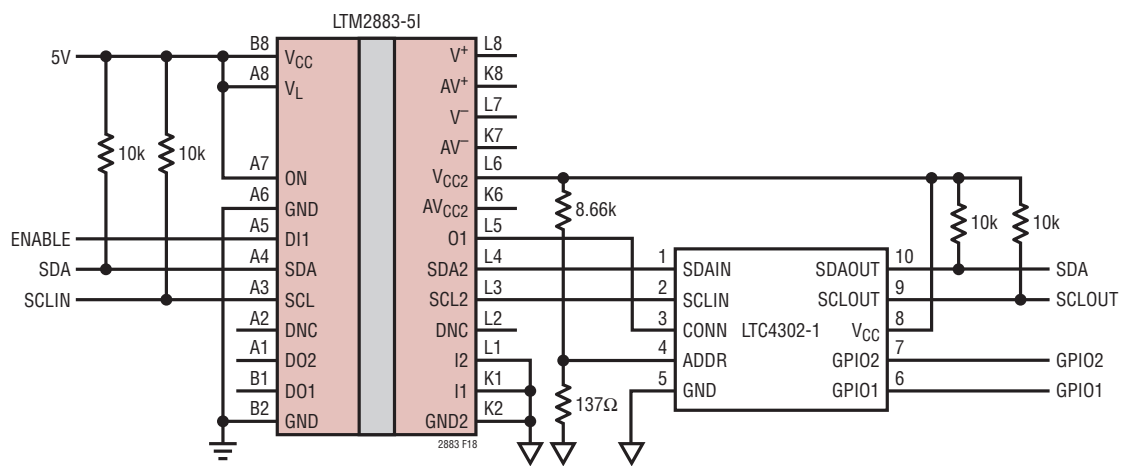 LTM2883-5I
5V
B8
VCC
A8
VL
10k
10k
A7
ON
A6
GND
ENABLE
A5
DI1
SDA
A4
SDA
SCLIN
A3
SCL
A2
DNC
A1
DO2
B1
DO1
B2
GND
V+
L8
AV+
K8
V–
L7
AV–
K7
VCC2
L6
AVCC2
K6
O1
L5
SDA2
L4
SCL2
L3
DNC
L2
I2
L1
I1
K1
GND2
K2
2883 F18
8.66k
137Ω
10k
10k
LTC4302-1
1
SDAIN
2
SCLIN
3
CONN
4
ADDR
5
GND
SDAOUT
10
SDA
SCLOUT
9
SCLOUT
VCC
8
GPIO2
7
GPIO2
GPIO1
6
GPIO1